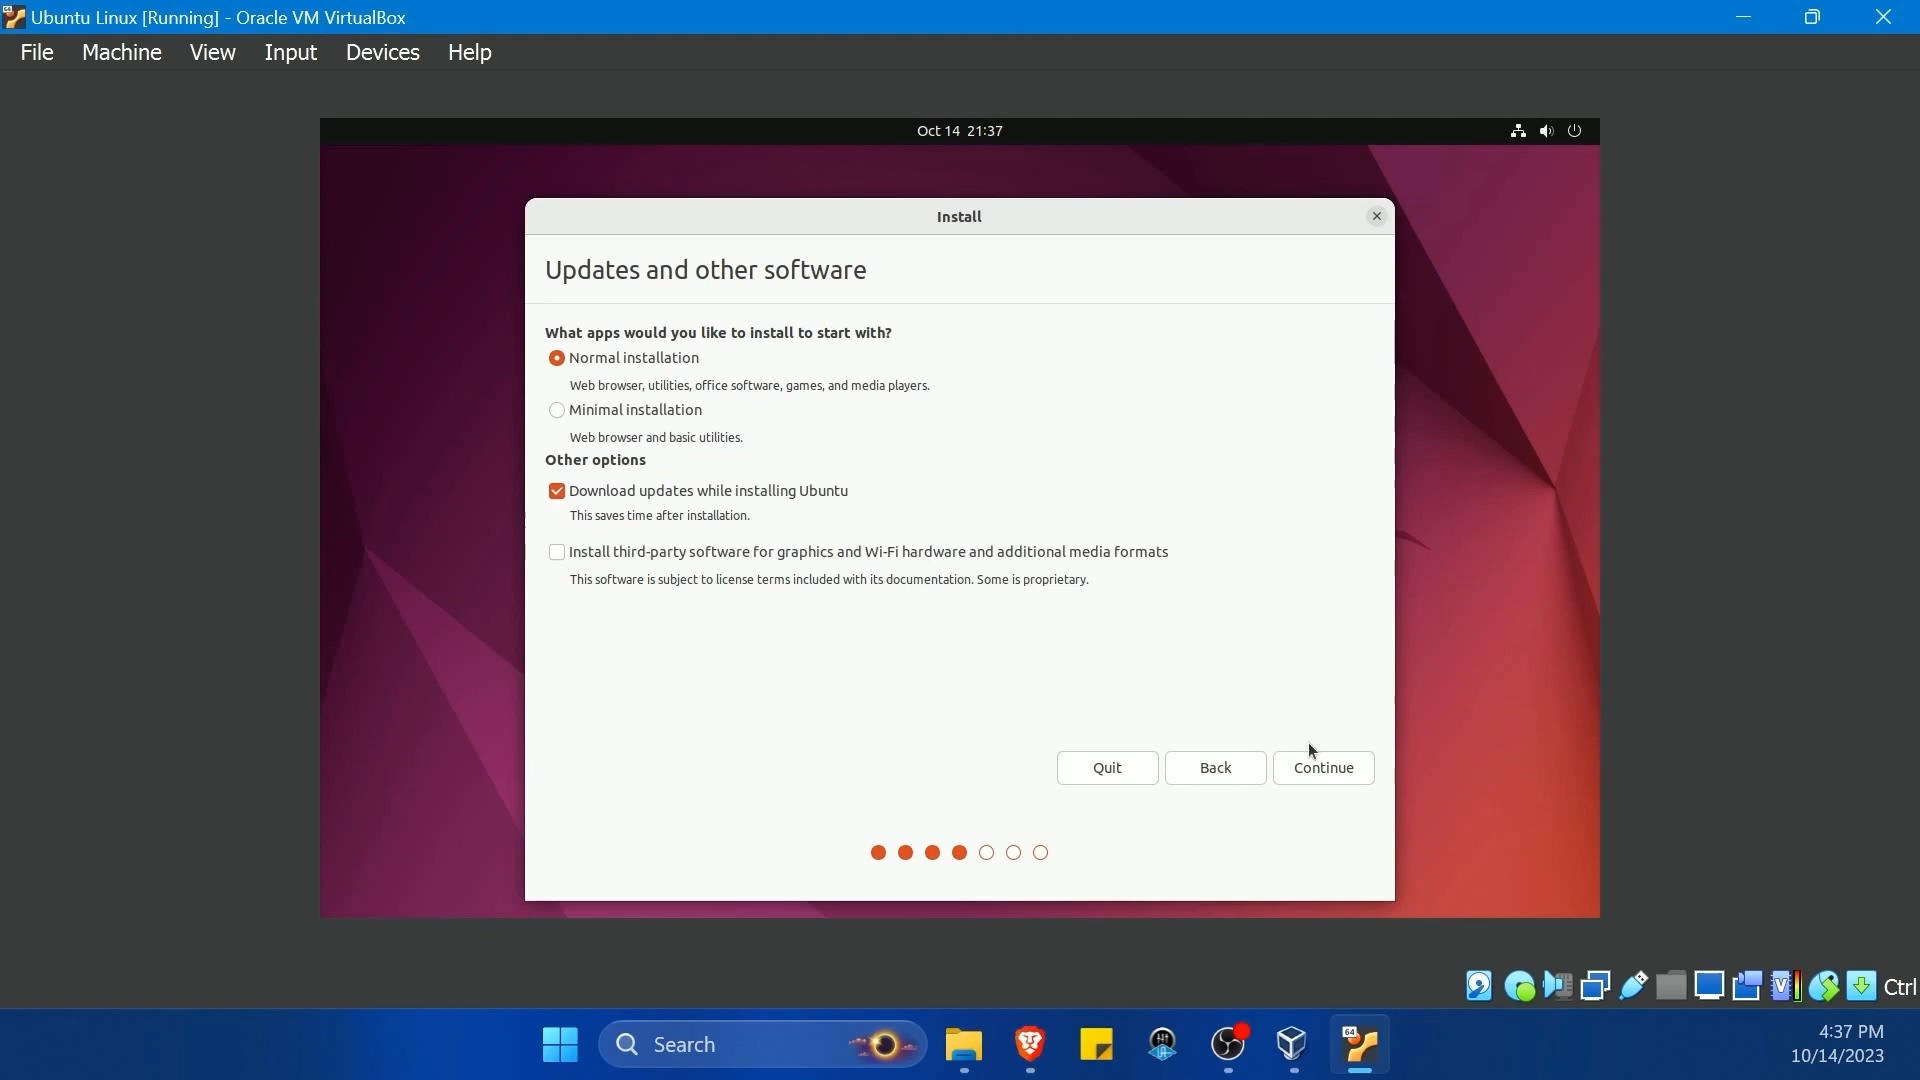 Ubuntu Linux [Running] - Oracle VM VirtualBox
File Machine View Input Devices Help
Oct 14 21:37
Install
Updates and other software
What apps would you like to install to start with?
Normal installation
Web browser, utilities, office software, games, and media players.
Minimal installation
Web browser and basic utilities.
Other options
Download updates while installing Ubuntu
This saves time after installation.
Install third-party software for graphics and Wi-Fi hardware and additional media formats
This software is subject to license terms included with its documentation. Some is proprietary.
Quit Back Continue
V Ctrl
Search
64
4:37 PM
10/14/2023